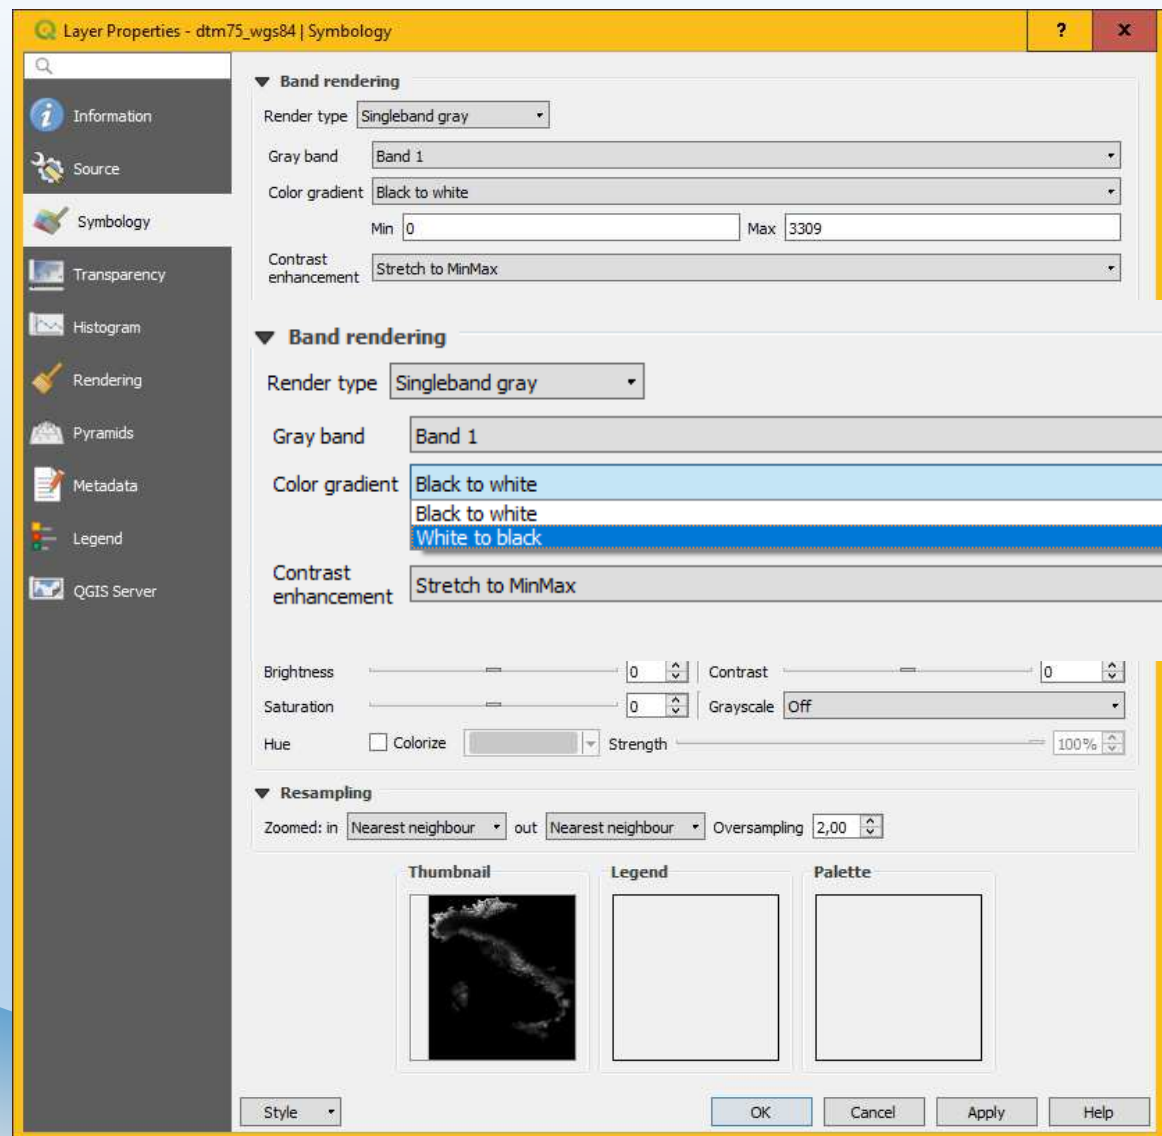 Layer Properties - dtm75_wgs84 | Symbology
? x
Information
Source
Symbology
Transparency
Histogram
Rendering
Pyramids
Metadata
Legend
QGIS Server
Band rendering
Render type Singleband gray
Gray band Band 1
Color gradient Black to white
Min 0 Max 3309
Contrast
enhancement Stretch to MinMax
Band rendering
Render type Singleband gray
Gray band Band 1
Color gradient Black to white
Black to white
White to black
Contrast
enhancement Stretch to MinMax
Brightness 0 Contrast 0
Saturation 0 Grayscale Off
Hue Colorize Strength 100%
Resampling
Zoomed: in Nearest neighbour out Nearest neighbour Oversampling 2,00
Thumbnail Legend Palette
Style OK Cancel Apply Help